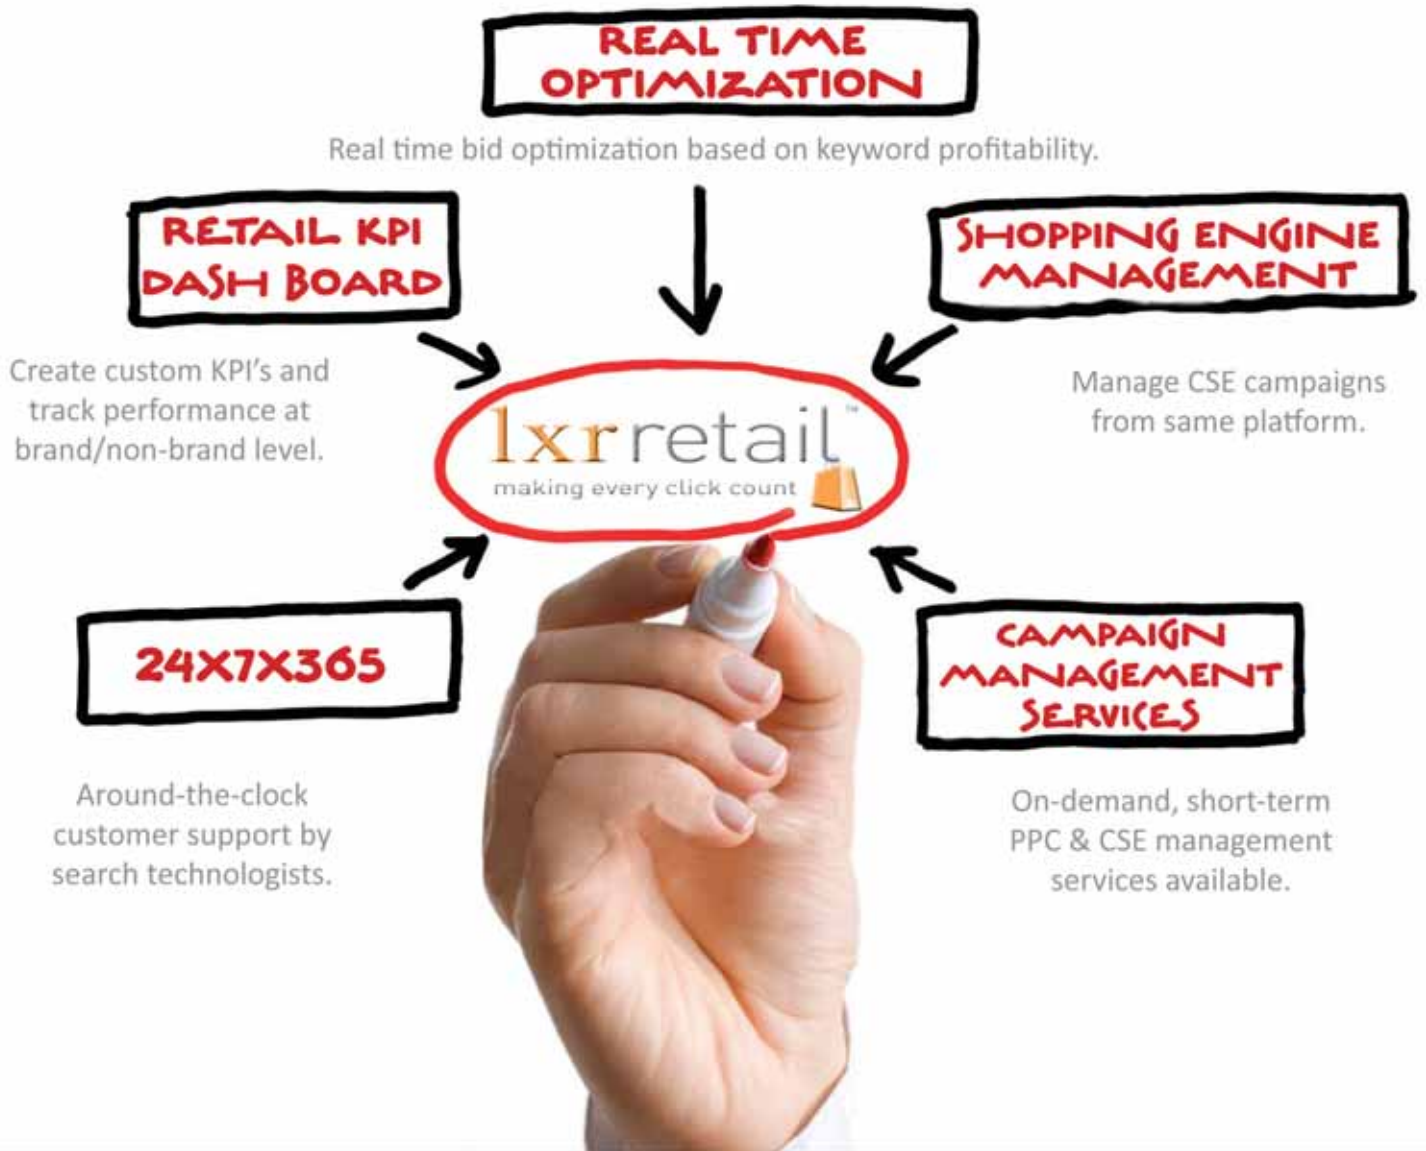 REAL TIME
OPTIMIZATION
Real time bid optimization based on keyword profitability.
RETAIL KPI
DASH BOARD
Create custom KPI's and
track performance at
brand/non-brand level.
SHOPPING ENGINE
MANAGEMENT
Manage CSE campaigns
from same platform.
lxrretail™
making every click count
24X7X365
Around-the-clock
customer support by
search technologists.
CAMPAIGN
MANAGEMENT
SERVICES
On-demand, short-term
PPC & CSE management
services available.